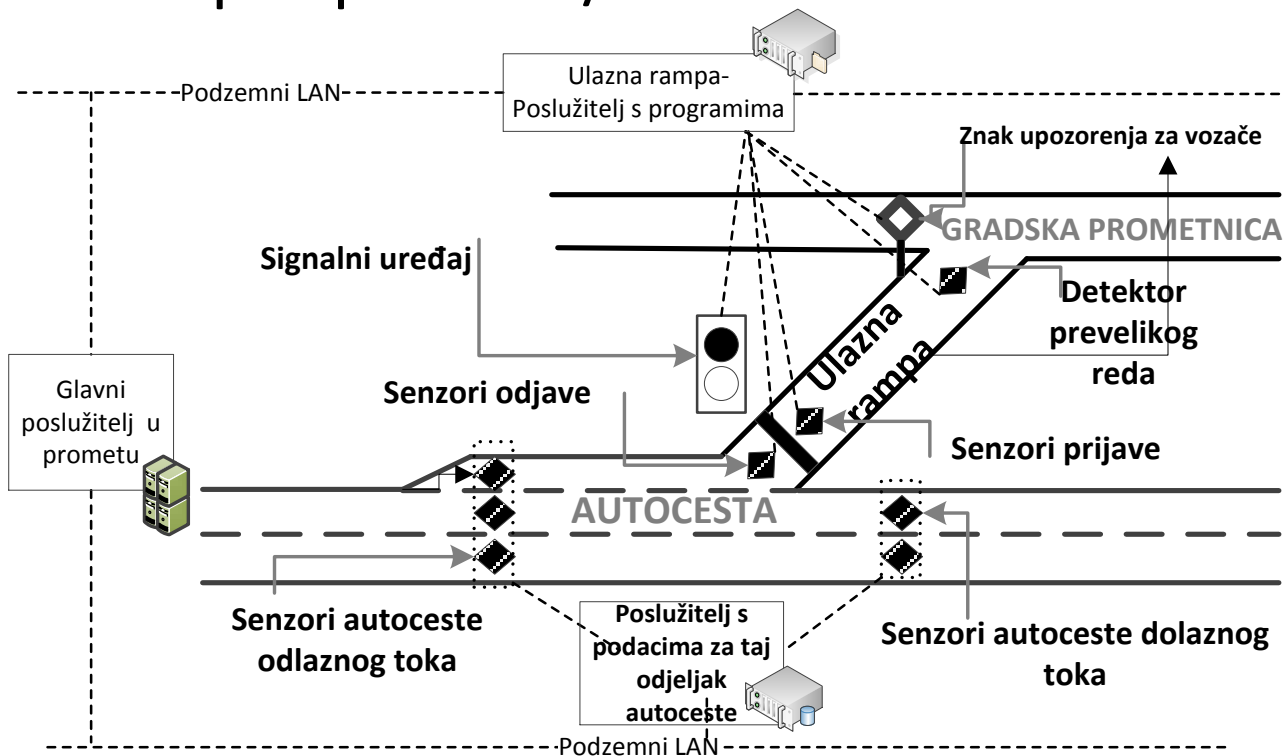 Podzemni LAN
Ulazna rampa-
Poslužitelj s programima
Znak upozorenja za vozače
GRADSKA PROMETNICA
Signalni uređaj
Detektor
prevelikog
reda
Ulazna
rampa
Glavni
poslužitelj u
prometu
Senzori odjave
Senzori prijave
AUTOCESTA
Senzori autoceste
odlaznog toka
Poslužitelj s
podacima za taj
odjeljak
autoceste
Senzori autoceste dolaznog
toka
Podzemni LAN